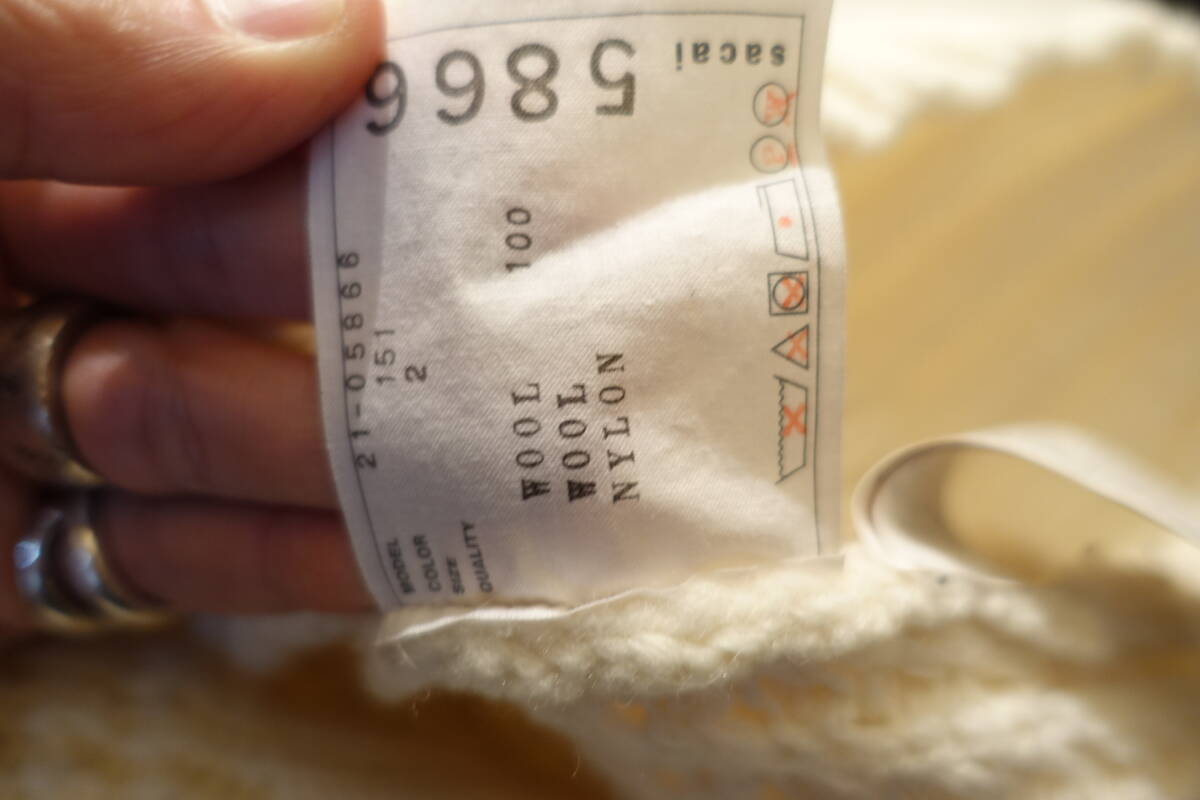 sacai
5866
MODEL 21-05866
COLOR 151
SIZE 2
QUALITY
WOOL 100
WOOL
NYLON